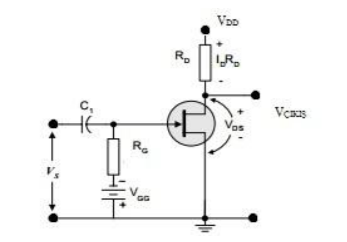 VDD
+
RD
IDRD
-
C1
VÇIKIŞ
+
VDS
-
RG
VS
-
VGG
+